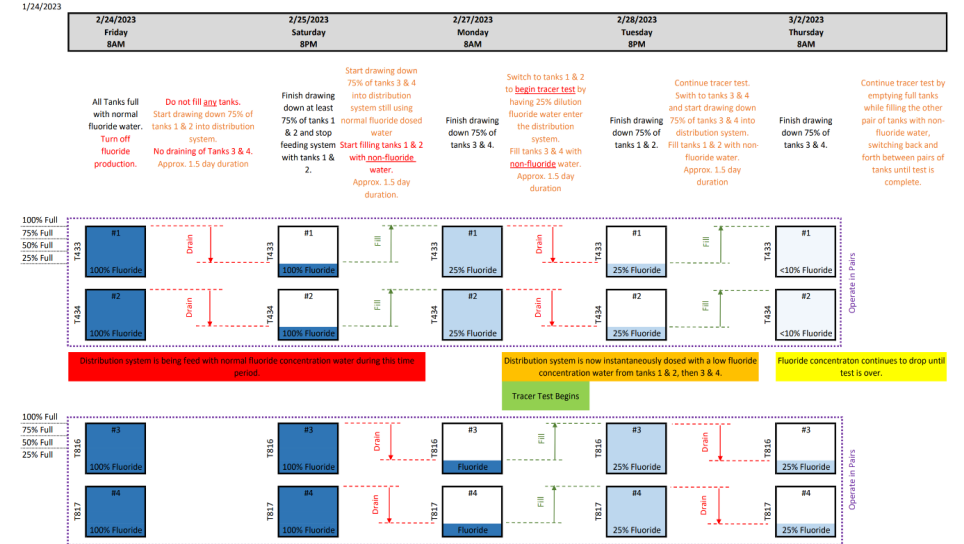 1/24/2023
2/24/2023
Friday
8AM
2/25/2023
Saturday
8PM
2/27/2023
Monday
8AM
2/28/2023
Tuesday
8PM
3/2/2023
Thursday
8AM
All Tanks full
with normal
fluoride water.
Turn off
fluoride
production.
Do not fill any tanks.
Start drawing down 75% of
tanks 1 & 2 into distribution
system.
No draining of Tanks 3 & 4.
Approx. 1.5 day duration
Finish drawing
down at least
75% of tanks 1
& 2 and stop
feeding system
with tanks 1 &
2.
Start drawing down
75% of tanks 3 & 4
into distribution
system still using
normal fluoride dosed
water
Start filling tanks 1 & 2
with non-fluoride
water.
Approx. 1.5 day
duration.
Finish drawing
down 75% of
tanks 3 & 4.
Switch to tanks 1 & 2
to begin tracer test by
having 25% dilution
fluoride water enter
the distribution
system.
Fill tanks 3 & 4 with
non-fluoride water.
Approx. 1.5 day
duration
Finish drawing
down 75% of
tanks 1 & 2.
Continue tracer test.
Swith to tanks 3 & 4
and start drawing down
75% of tanks 3 & 4 into
distribution system.
Fill tanks 1 & 2 with non-
fluoride water.
Approx. 1.5 day
duration
Finish drawing
down 75% of
tanks 3 & 4.
Continue tracer test by
emptying full tanks
while filling the other
pair of tanks with non-
fluoride water,
switching back and
forth between pairs of
tanks until test is
complete.
100% Full
75% Full
50% Full
25% Full
T433
#1
100% Fluoride
Drain
T433
#1
100% Fluoride
Fill
T433
#1
25% Fluoride
Drain
T433
#1
25% Fluoride
Fill
T433
#1
<10% Fluoride
T434
#2
100% Fluoride
Drain
T434
#2
100% Fluoride
Fill
T434
#2
25% Fluoride
Drain
T434
#2
25% Fluoride
Fill
T434
#2
<10% Fluoride
Operate in Pairs
Distribution system is being feed with normal fluoride concentration water during this time
period.
Distribution system is now instantaneously dosed with a low fluoride
concentration water from tanks 1 & 2, then 3 & 4.
Fluoride concentraton continues to drop until
test is over.
Tracer Test Begins
100% Full
75% Full
50% Full
25% Full
T816
#3
100% Fluoride
T816
#3
100% Fluoride
Drain
T816
#3
Fluoride
Fill
T816
#3
25% Fluoride
Drain
T816
#3
25% Fluoride
T817
#4
100% Fluoride
T817
#4
100% Fluoride
Drain
T817
#4
Fluoride
Fill
T817
#4
25% Fluoride
Drain
T817
#4
25% Fluoride
Operate in Pairs